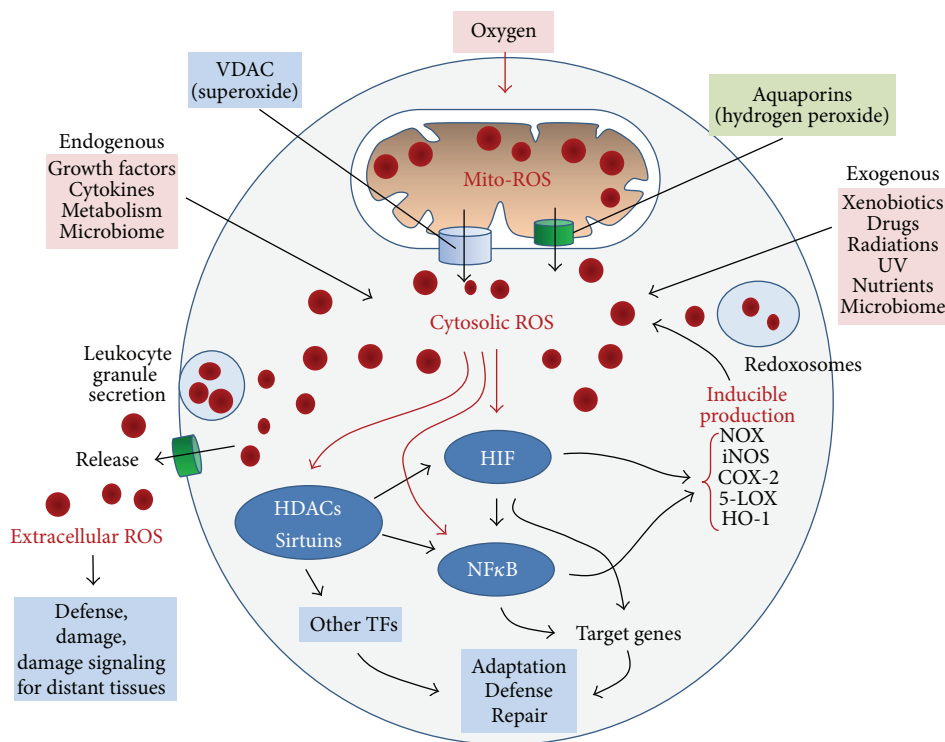 Oxygen
VDAC
(superoxide)
Aquaporins
(hydrogen peroxide)
Endogenous
Growth factors
Cytokines
Metabolism
Microbiome
Mito-ROS
Exogenous
Xenobiotics
Drugs
Radiations
UV
Nutrients
Microbiome
Cytosolic ROS
Redoxosomes
Leukocyte
granule
secretion
Inducible
production
NOX
iNOS
COX-2
5-LOX
HO-1
Release
HIF
HDACs
Sirtuins
Extracellular ROS
NFκB
Defense,
damage,
damage signaling
for distant tissues
Other TFs
Target genes
Adaptation
Defense
Repair